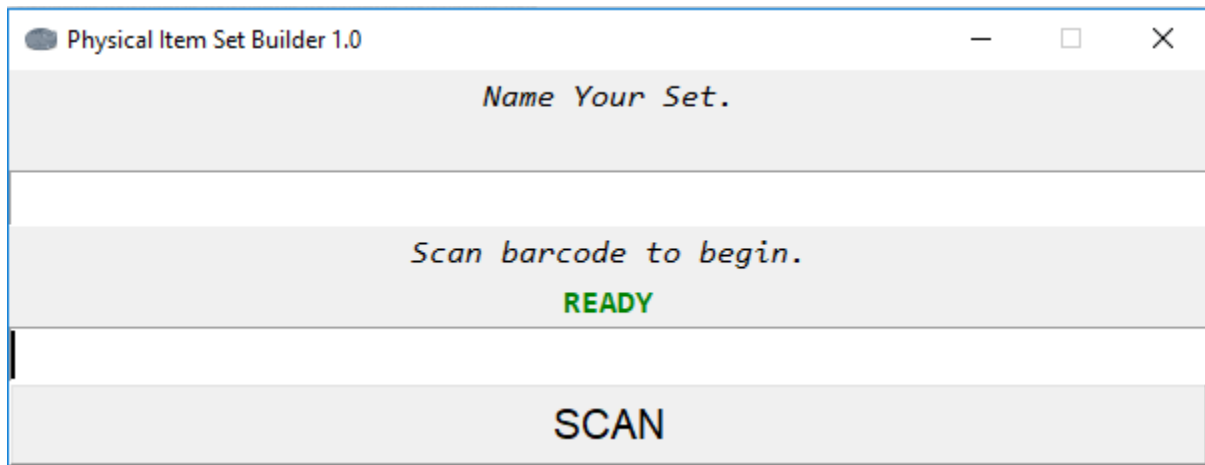 Physical Item Set Builder 1.0
Name Your Set.
Scan barcode to begin.
READY
SCAN